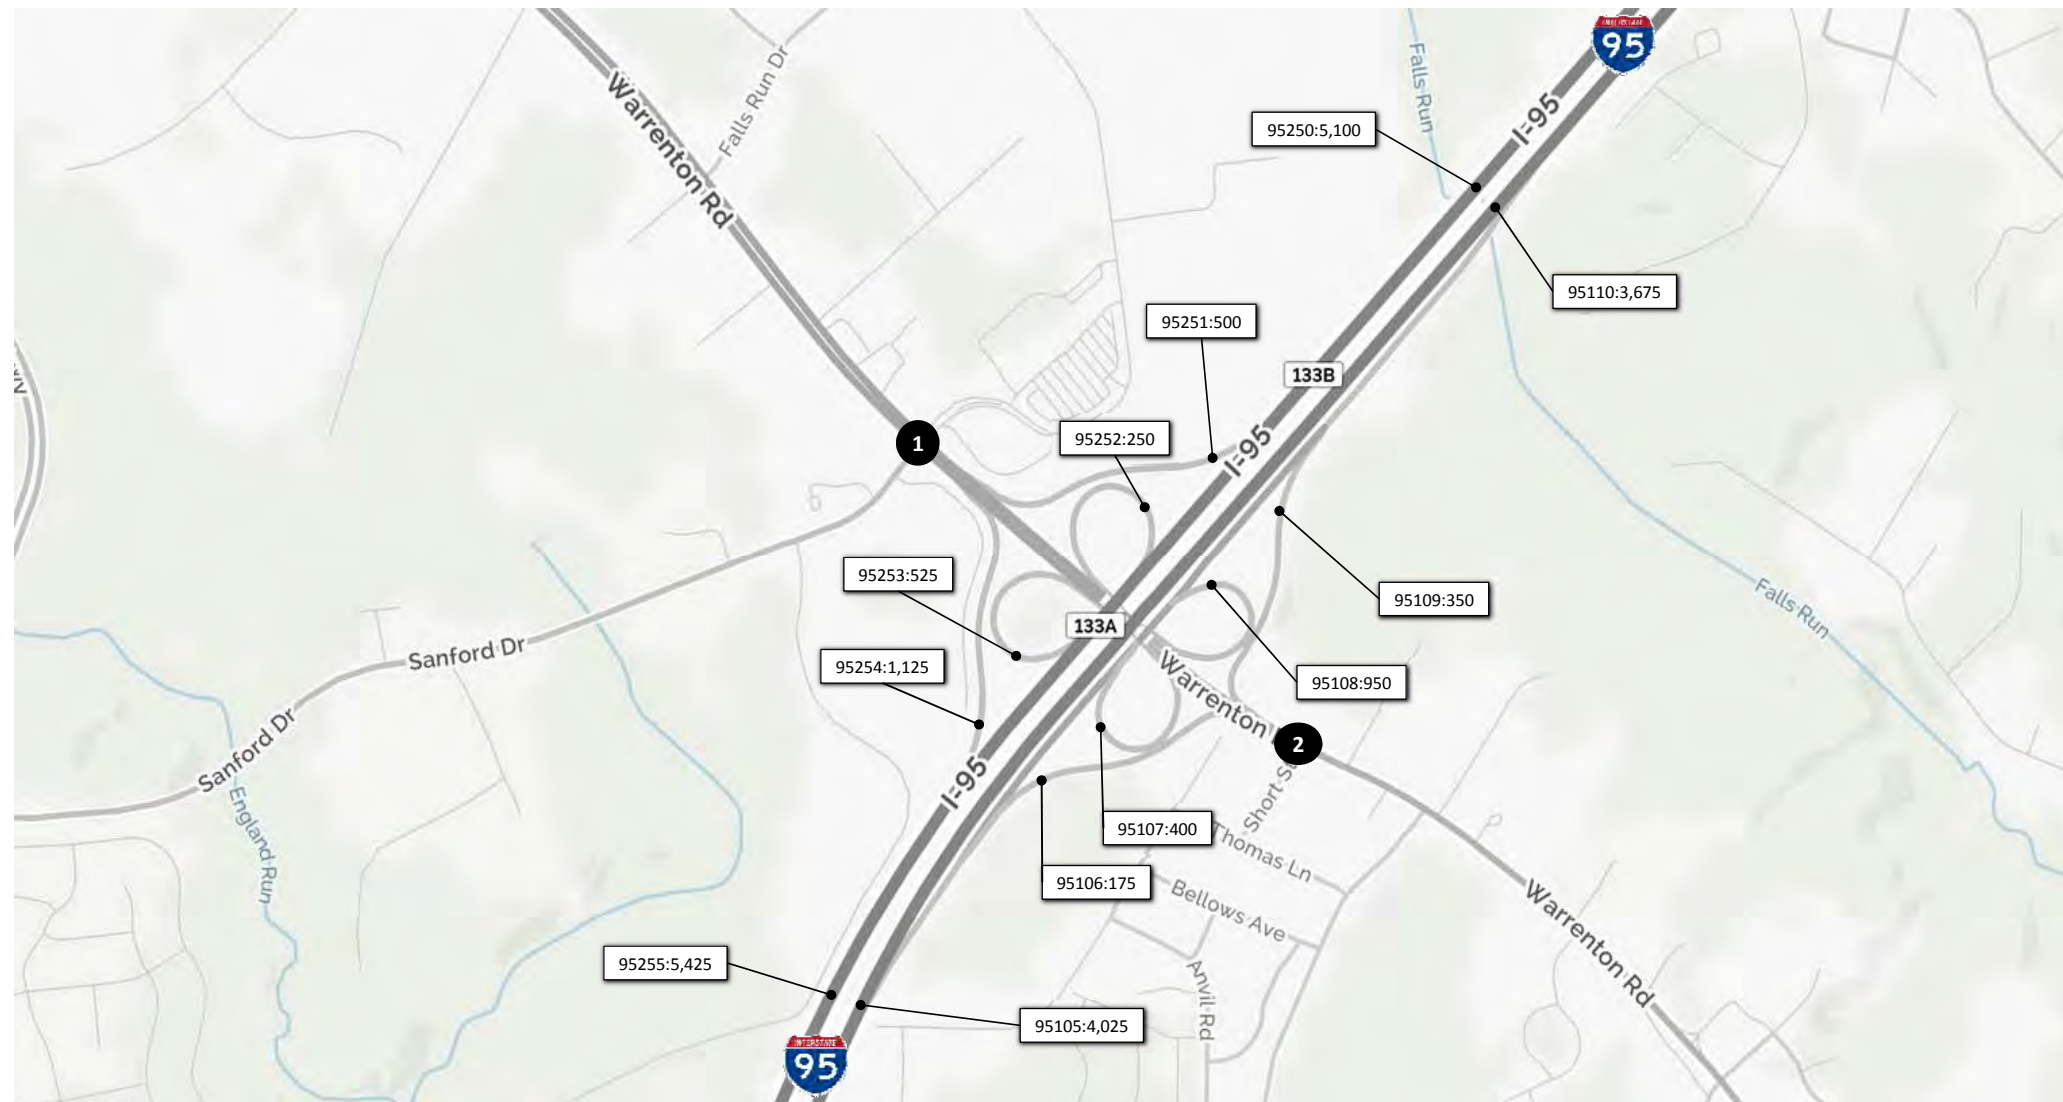 INTERSTATE
95
Falls Run Dr
Falls Run
Warrenton Rd
I-95
95250:5,100
95110:3,675
95251:500
133B
95252:250
I-95
1
95253:525
95109:350
Falls Run
133A
Sanford Dr
95254:1,125
95108:950
Warrenton
2
Sanford Dr
I-95
England Run
Short St
95107:400
Thomas Ln
95106:175
Bellows Ave
Warrenton Rd
95255:5,425
Anvil Rd
95105:4,025
INTERSTATE
95